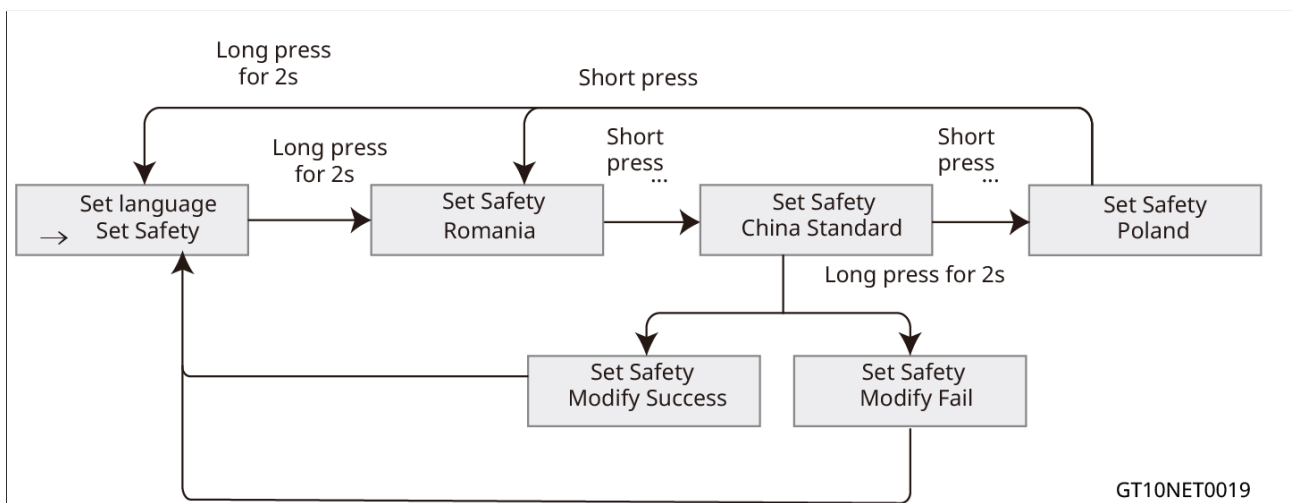 Long press
for 2s
Short press
Long press
for 2s
Short
press
...
Short
press
...
Set language
→ Set Safety
Set Safety
Romania
Set Safety
China Standard
Set Safety
Poland
Long press for 2s
Set Safety
Modify Success
Set Safety
Modify Fail
GT10NET0019